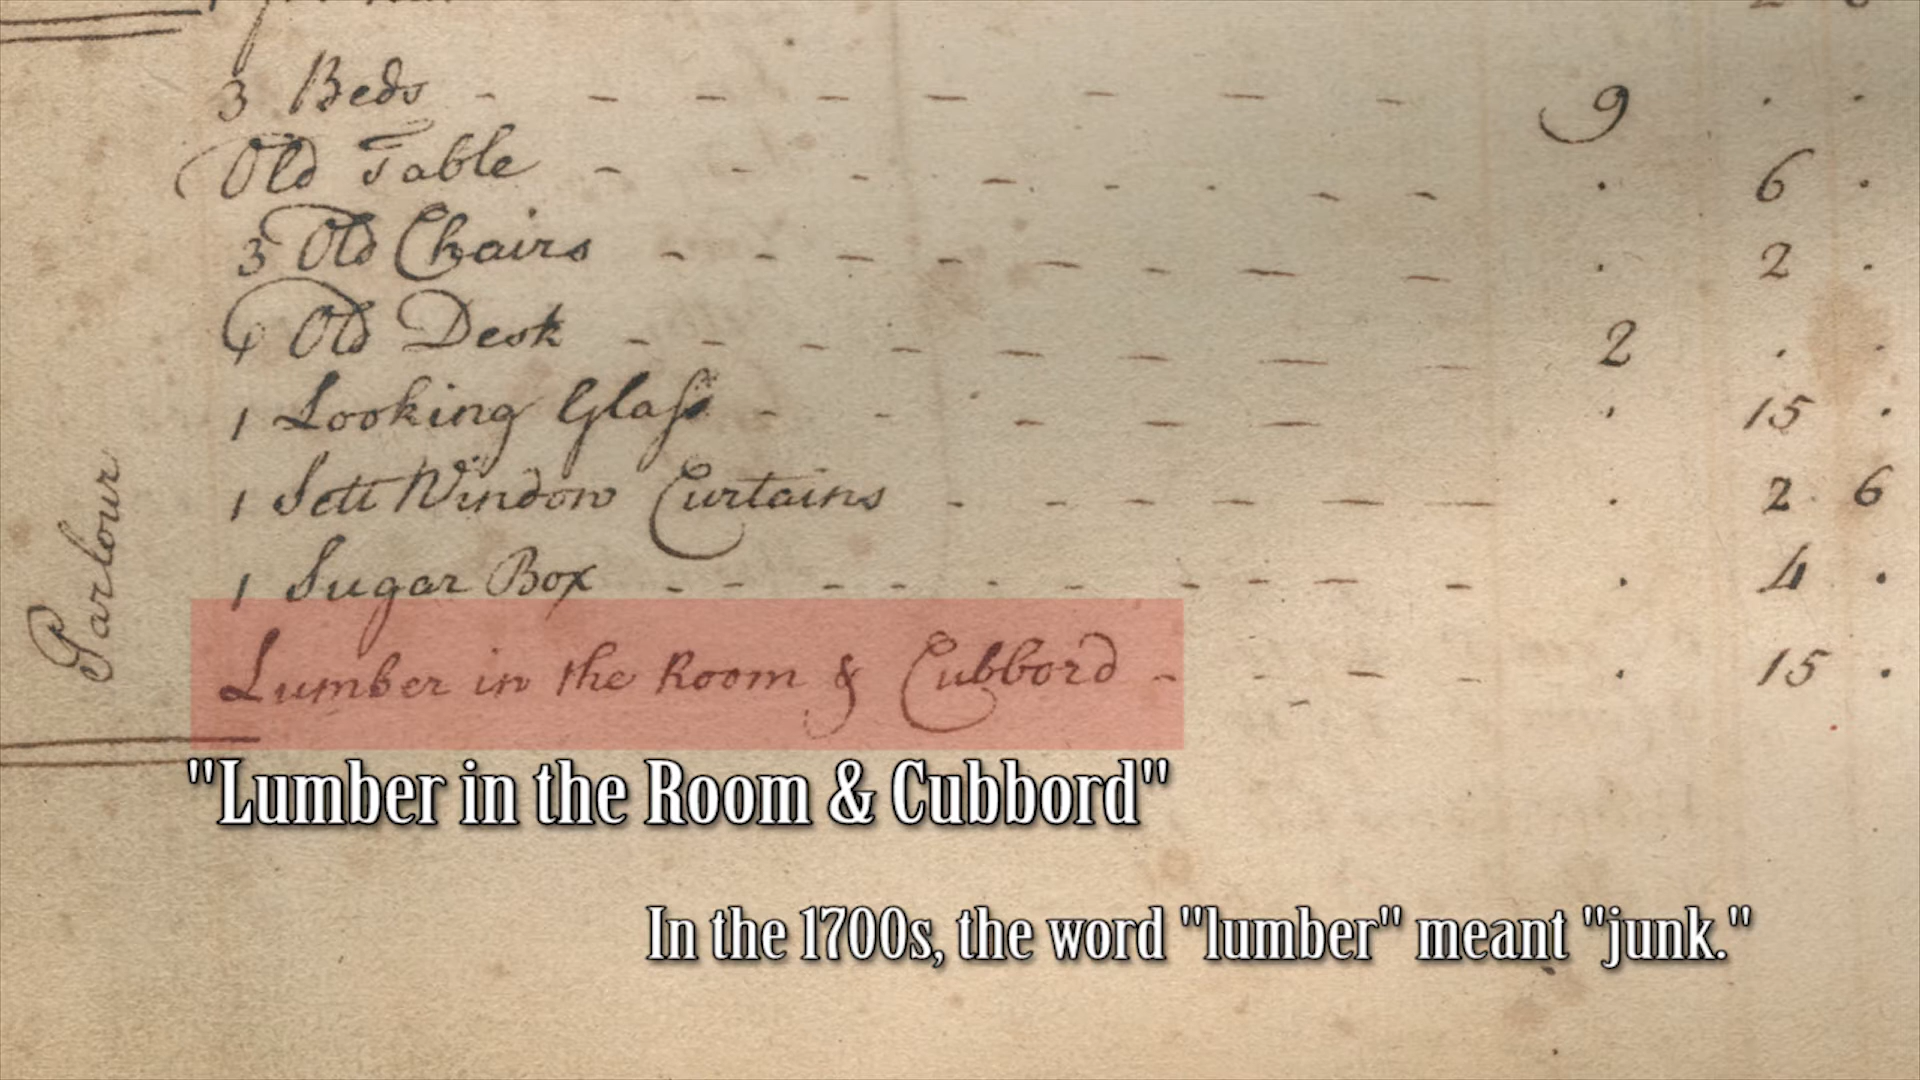 3 Beds - - - - - - - - 9 . .
Old Table - - - - - - - - . 6 .
3 Old Chairs - - - - - - - - . 2 .
1 Old Desk - - - - - - - - 2 . .
1 Looking Glaſs - - - - - . 15 .
1 Sett Window Curtains - - - - - - . 2 6
1 Sugar Box - - - - - - - - - - . 4 .
Parlour
Lumber in the Room & Cubbord - - - - . 15 .
"Lumber in the Room & Cubbord"
In the 1700s, the word "lumber" meant "junk."